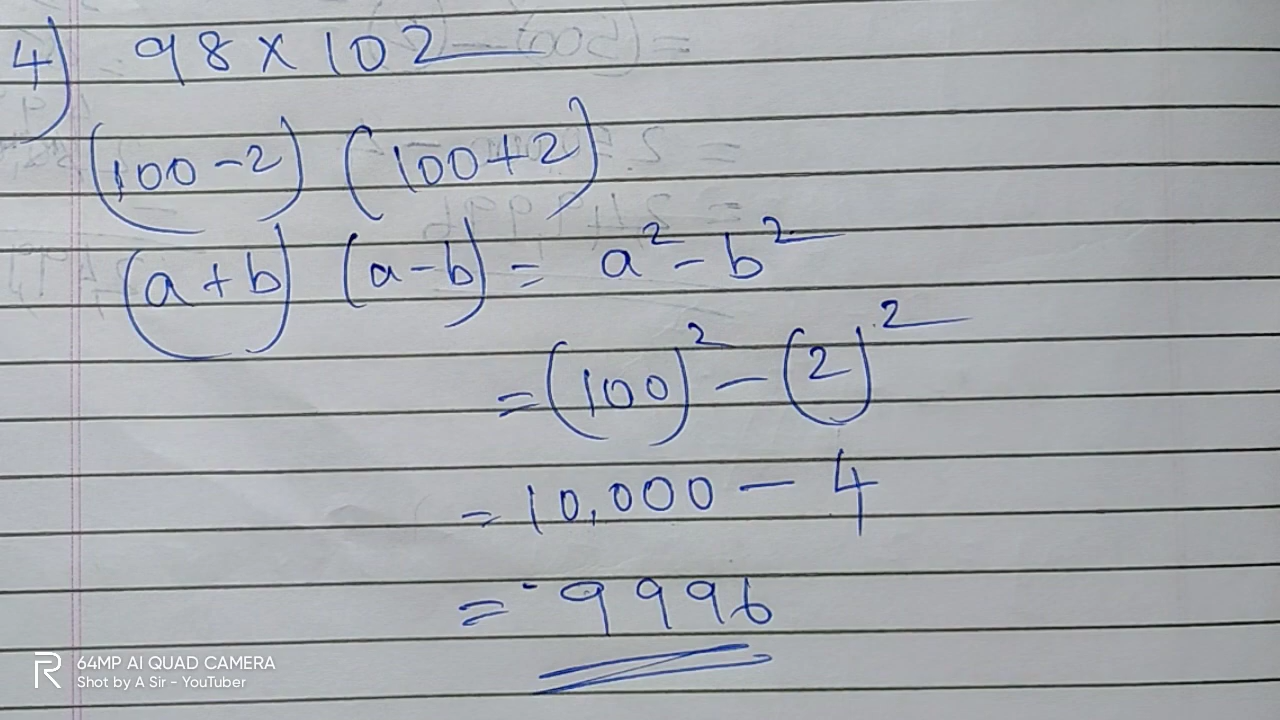 4) 98 × 102
(100 - 2) (100 + 2)
(a + b) (a - b) = a² - b²
= (100)² - (2)²
= 10,000 - 4
= 9996
64MP AI QUAD CAMERA
Shot by A Sir - YouTuber